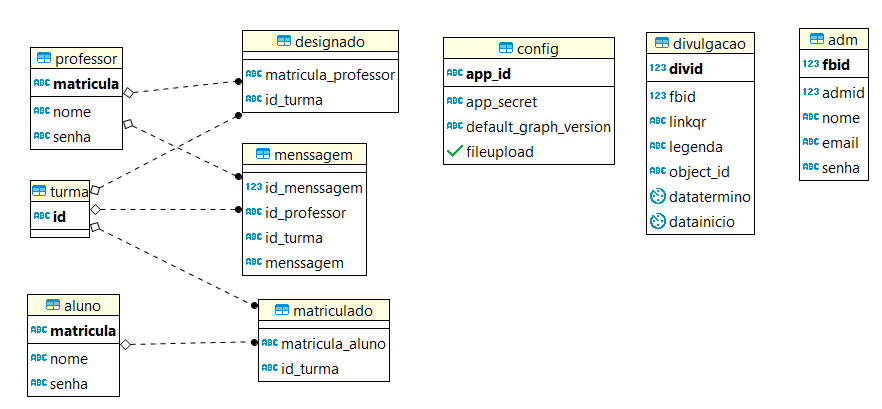 professor
ABC matricula
ABC nome
ABC senha
turma
ABC id
aluno
ABC matricula
ABC nome
ABC senha
designado
ABC matricula_professor
ABC id_turma
menssagem
123 id_menssagem
ABC id_professor
ABC id_turma
ABC menssagem
matriculado
ABC matricula_aluno
ABC id_turma
config
ABC app_id
ABC app_secret
ABC default_graph_version
fileupload
divulgacao
123 divid
123 fbid
ABC linkqr
ABC legenda
ABC object_id
datatermino
datainicio
adm
123 fbid
123 admid
ABC nome
ABC email
ABC senha